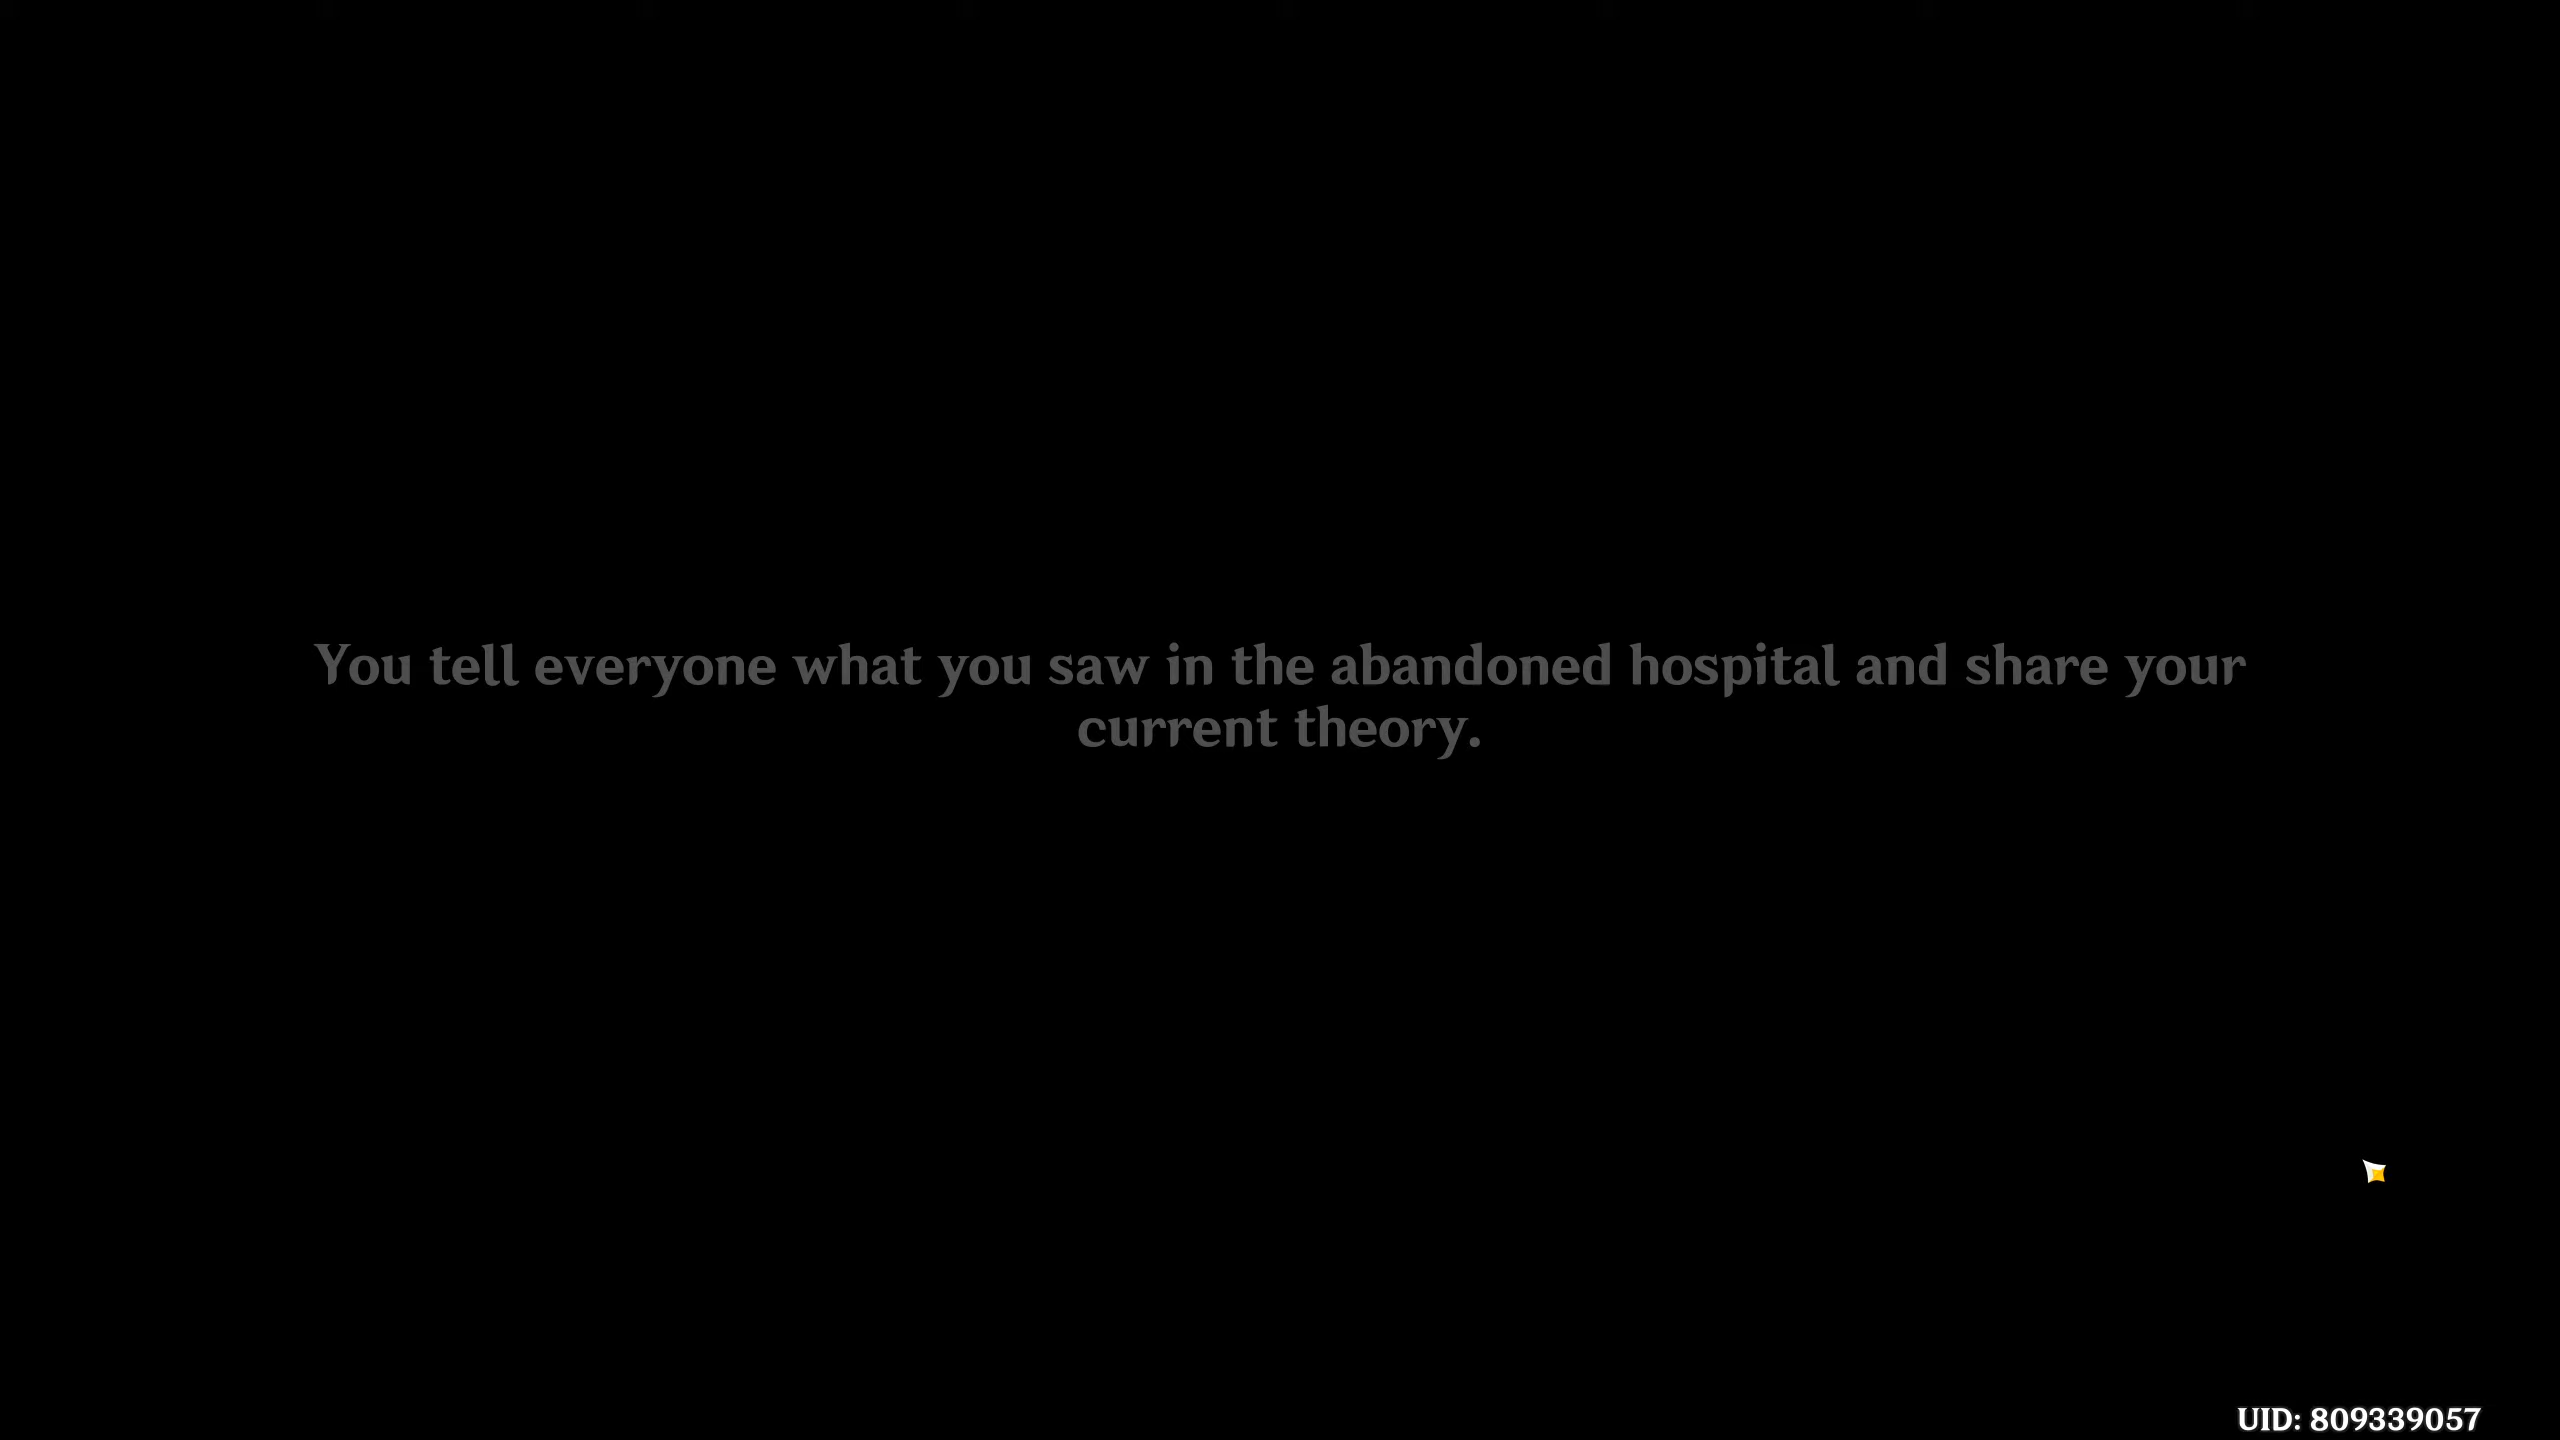 You tell everyone what you saw in the abandoned hospital and share your
current theory.
UID: 809339057